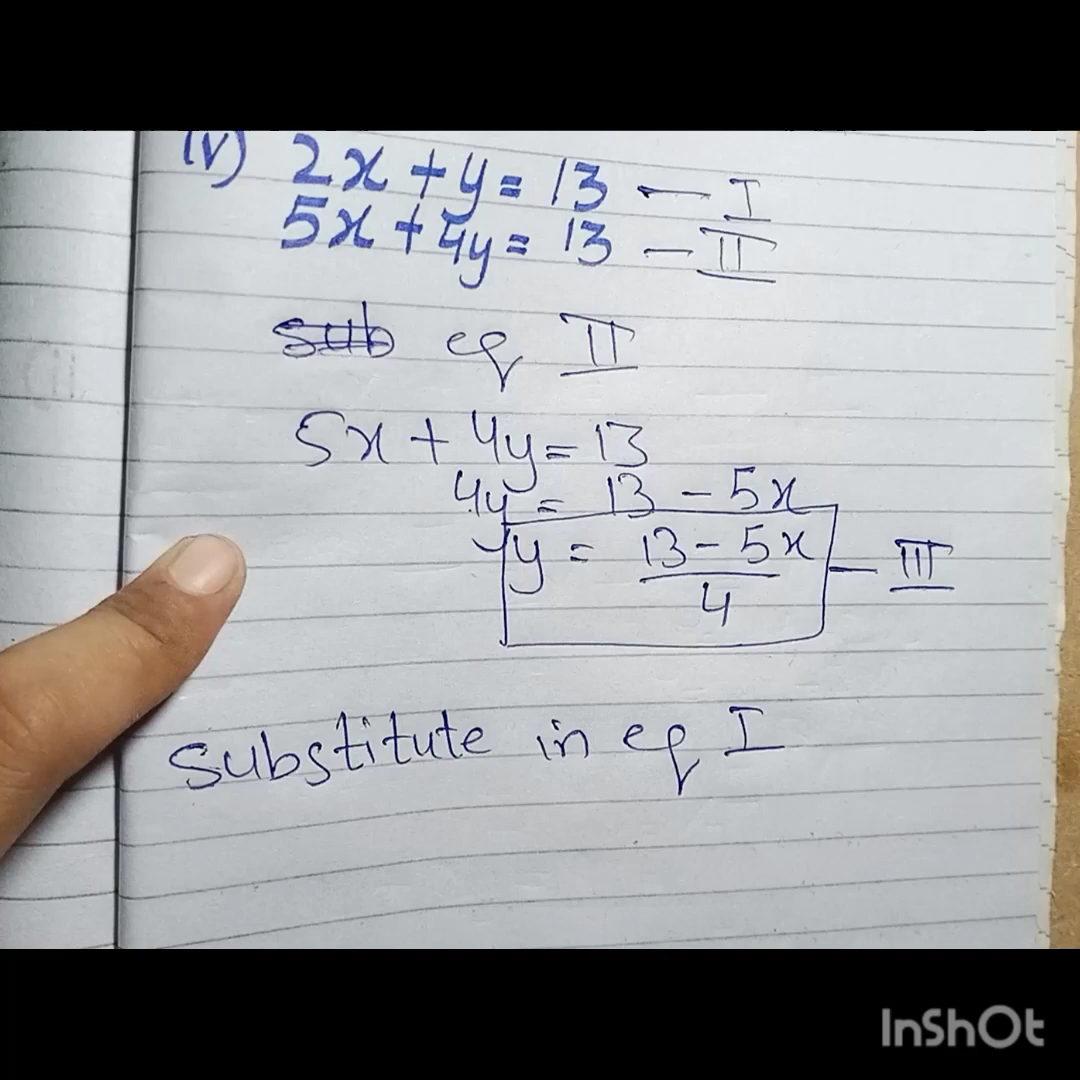 (v) 2x + y = 13 — I
5x + 4y = 13 — II
sub eq II
5x + 4y = 13
4y = 13 - 5x
y = 13 - 5x / 4 — III
Substitute in eq I
InShOt